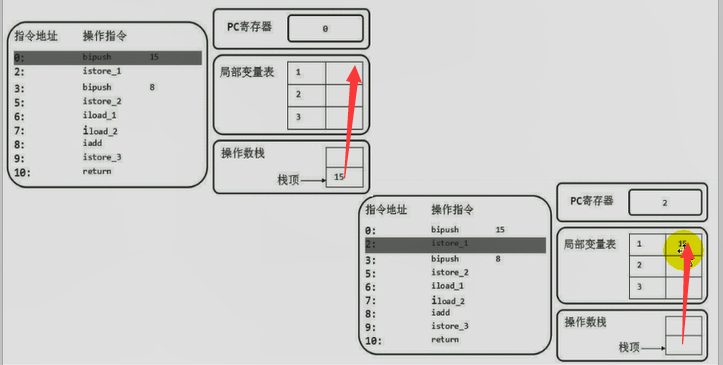 指令地址 操作指令
0: bipush 15
2: istore_1
3: bipush 8
5: istore_2
6: iload_1
7: iload_2
8: iadd
9: istore_3
10: return
PC寄存器 0
局部变量表 1
2
3
操作数栈
栈顶 15
指令地址 操作指令
0: bipush 15
2: istore_1
3: bipush 8
5: istore_2
6: iload_1
7: iload_2
8: iadd
9: istore_3
10: return
PC寄存器 2
局部变量表 1 15
2
3
操作数栈
栈顶